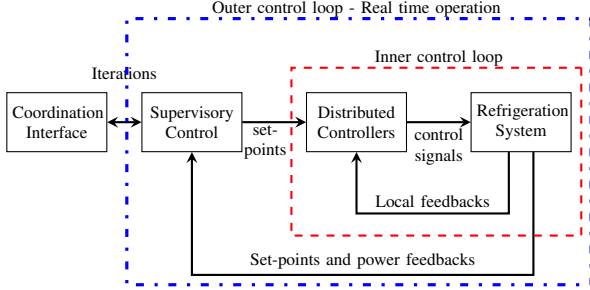 Outer control loop - Real time operation
Inner control loop
Iterations
Coordination
Interface
Supervisory
Control
set-
points
Distributed
Controllers
control
signals
Refrigeration
System
Local feedbacks
Set-points and power feedbacks